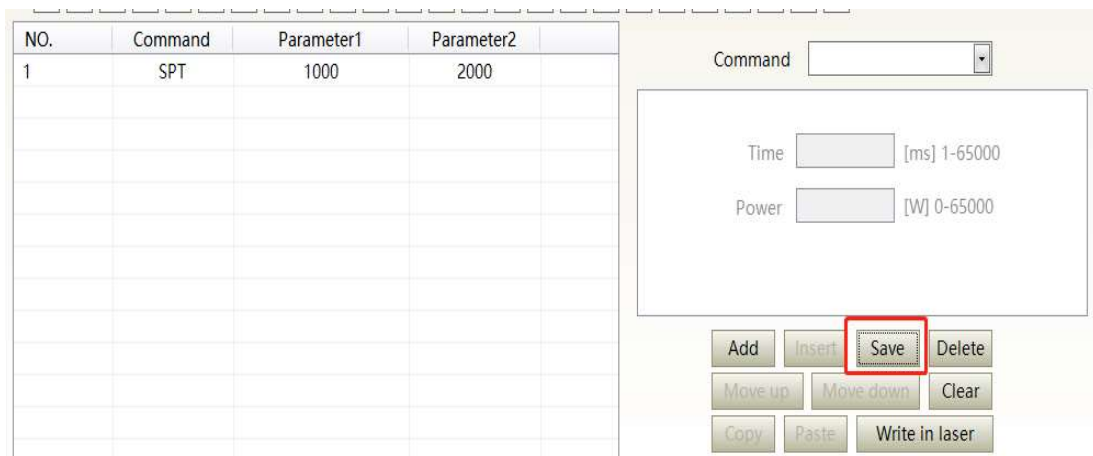 NO. Command Parameter1 Parameter2
1 SPT 1000 2000
Command
Time [ms] 1-65000
Power [W] 0-65000
Add Insert Save Delete
Move up Move down Clear
Copy Paste Write in laser